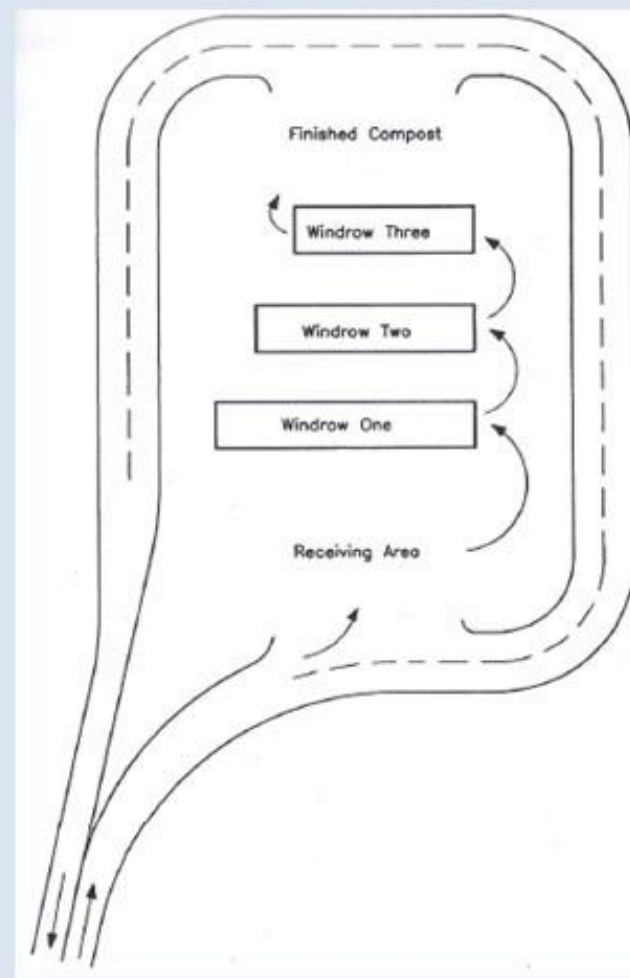 Finished Compost
Windrow Three
Windrow Two
Windrow One
Receiving Area